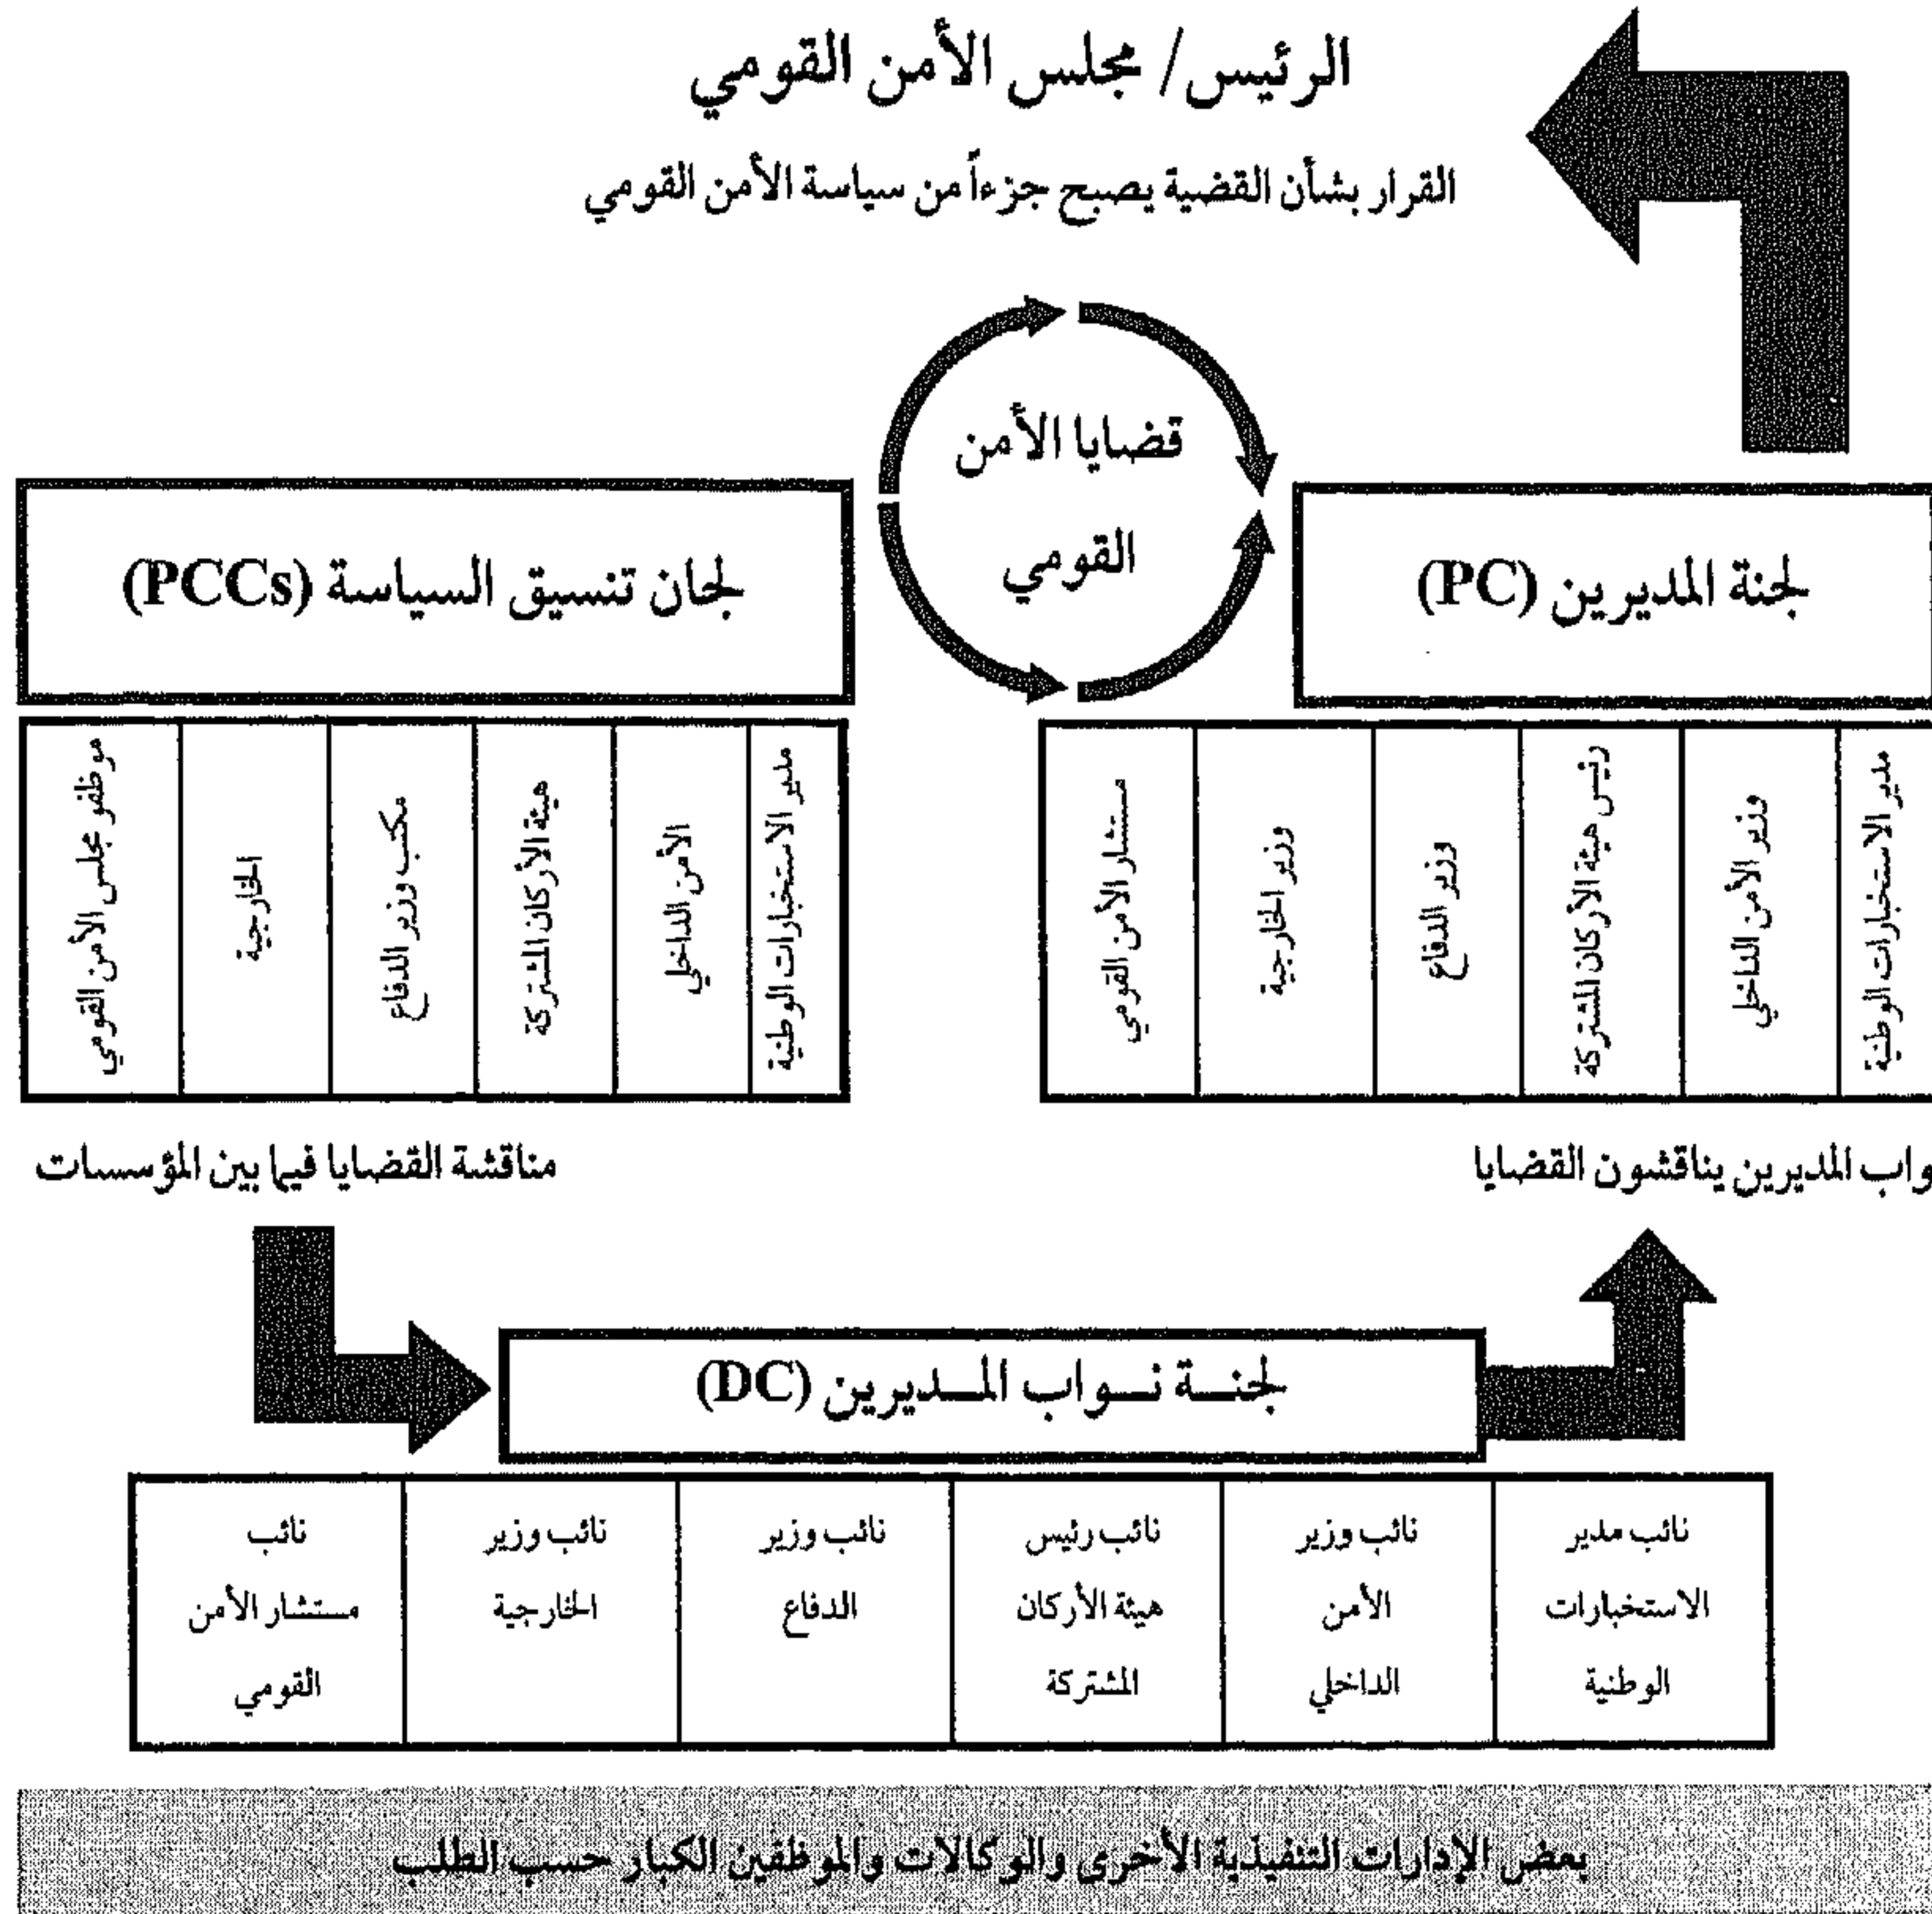 الرئيس/ مجلس الأمن القومي
القرار بشأن القضية يصبح جزءاً من سياسة الأمن القومي
قضايا الأمن
القومي
لجنة المديرين (PC)
مدير الاستخبارات الوطنية
وزير الأمن الداخلي
رئيس هيئة الأركان المشتركة
وزير الدفاع
وزير الخارجية
مستشار الأمن القومي
واب المديرين يناقشون القضايا
لجان تنسيق السياسة (PCCs)
مدير الاستخبارات الوطنية
الأمن الداخلي
هيئة الأركان المشتركة
مكتب وزير الدفاع
الخارجية
موظفو مجلس الأمن القومي
مناقشة القضايا فيما بين المؤسسات
لجنـــة نـــواب المـــديرين (DC)
نائب مدير
الاستخبارات
الوطنية
نائب وزير
الأمن
الداخلي
نائب رئيس
هيئة الأركان
المشتركة
نائب وزير
الدفاع
نائب وزير
الخارجية
نائب
مستشار الأمن
القومي
بعض الإدارات التنفيذية الأخرى والوكالات والموظفين الكبار حسب الطلب